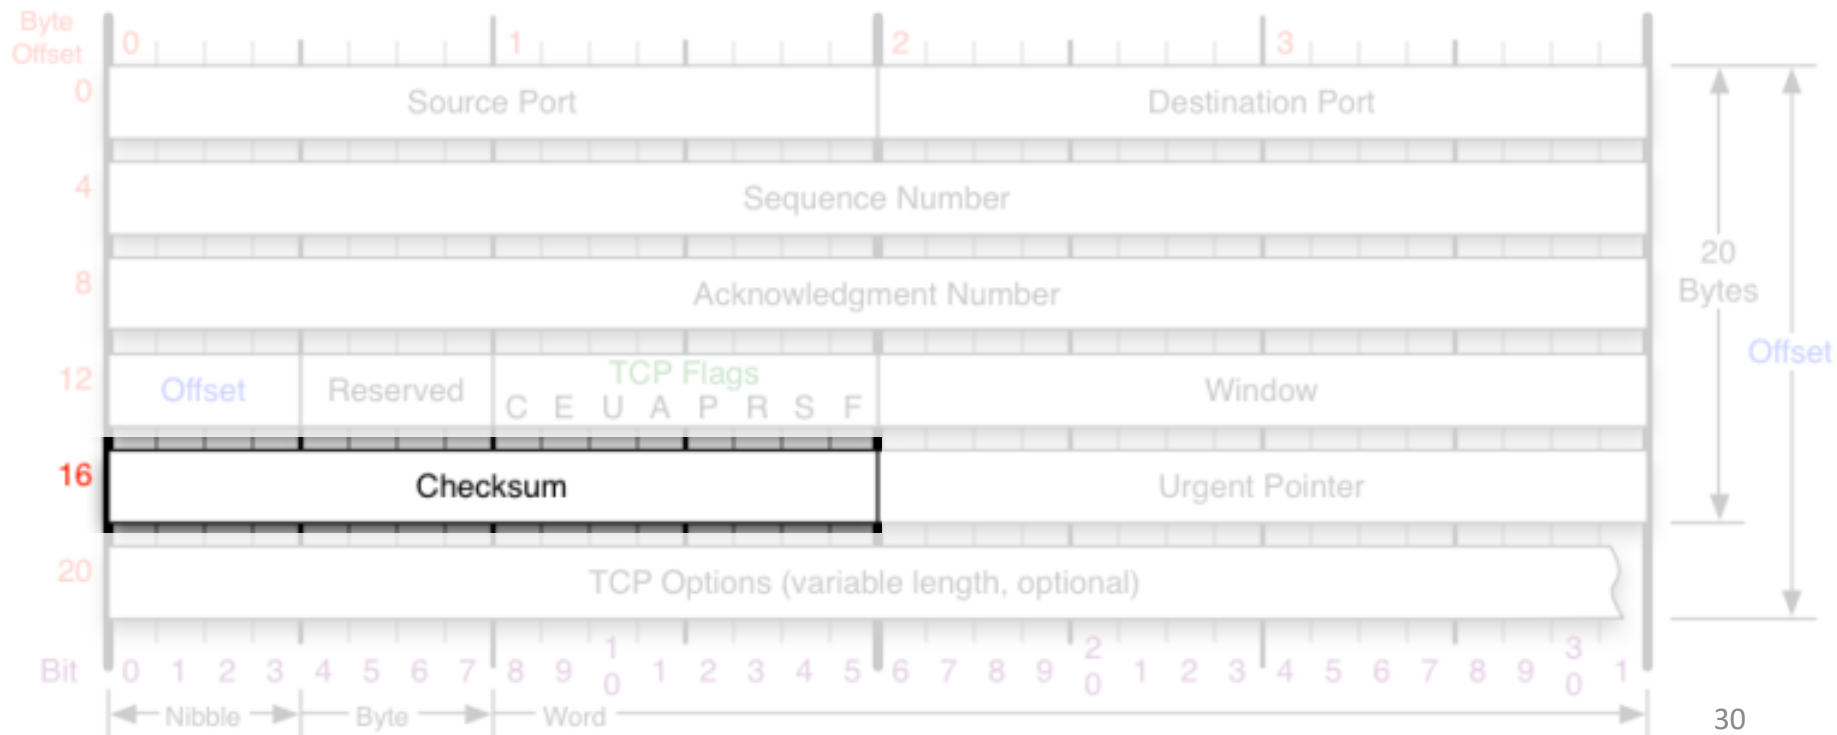 Byte
Offset
0 1 2 3
0
Source Port Destination Port
4
Sequence Number
8
Acknowledgment Number
20
Bytes
Offset
12
Offset Reserved TCP Flags Window
C E U A P R S F
16
Checksum Urgent Pointer
20
TCP Options (variable length, optional)
Bit 0 1 2 3 4 5 6 7 8 9 10 1 2 3 4 5 6 7 8 9 20 1 2 3 4 5 6 7 8 9 30 1
Nibble Byte Word
30